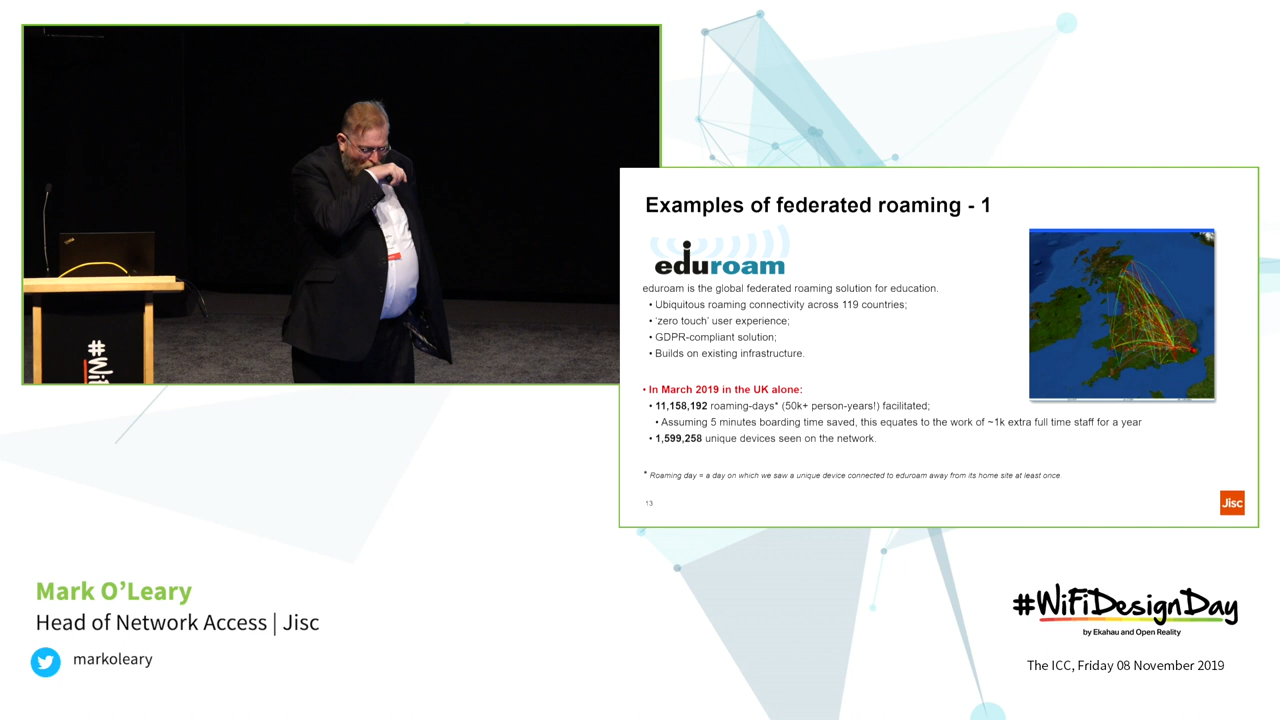 #Wi
Examples of federated roaming - 1
eduroam
eduroam is the global federated roaming solution for education.
• Ubiquitous roaming connectivity across 119 countries;
• 'zero touch' user experience;
• GDPR-compliant solution;
• Builds on existing infrastructure.
• In March 2019 in the UK alone:
• 11,158,192 roaming-days* (50k+ person-years!) facilitated;
• Assuming 5 minutes boarding time saved, this equates to the work of ~1k extra full time staff for a year
• 1,599,258 unique devices seen on the network.
* Roaming day = a day on which we saw a unique device connected to eduroam away from its home site at least once
13
Jisc
Mark O'Leary
Head of Network Access | Jisc
markoleary
#WiFiDesignDay
by Ekahau and Open Reality
The ICC, Friday 08 November 2019